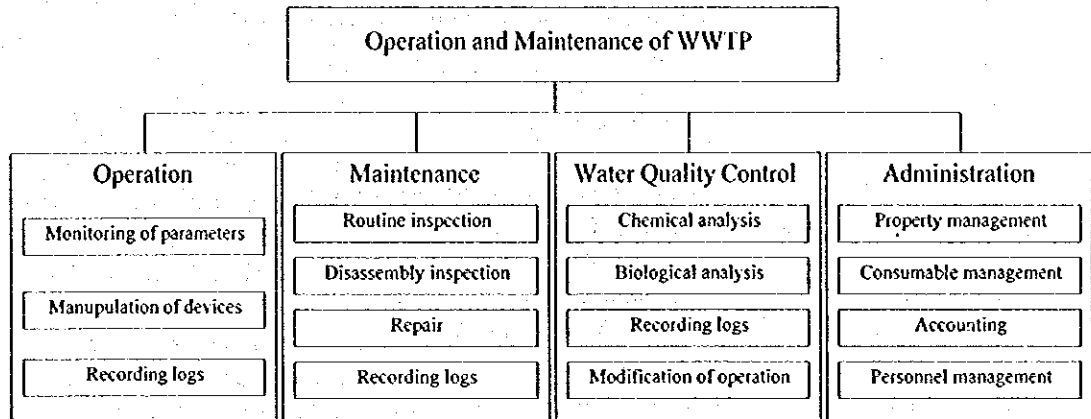 Operation and Maintenance of WWTP
Operation
Monitoring of parameters
Manupulation of devices
Recording logs
Maintenance
Routine inspection
Disassembly inspection
Repair
Recording logs
Water Quality Control
Chemical analysis
Biological analysis
Recording logs
Modification of operation
Administration
Property management
Consumable management
Accounting
Personnel management